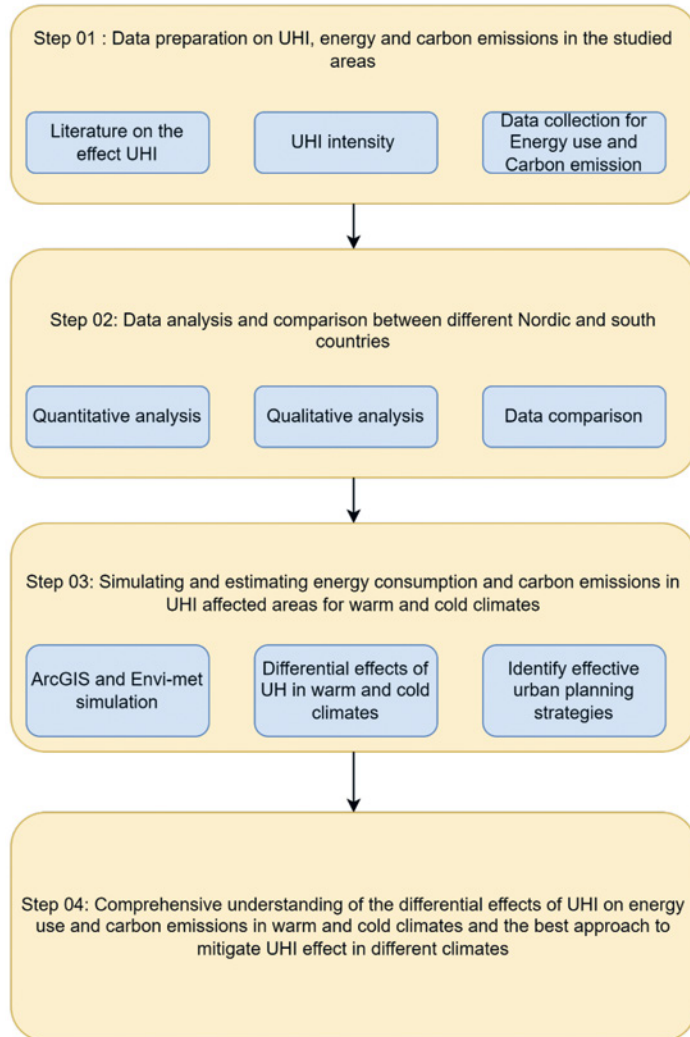 Step 01 : Data preparation on UHI, energy and carbon emissions in the studied
areas
Literature on the
effect UHI
UHI intensity
Data collection for
Energy use and
Carbon emission
Step 02: Data analysis and comparison between different Nordic and south
countries
Quantitative analysis
Qualitative analysis
Data comparison
Step 03: Simulating and estimating energy consumption and carbon emissions in
UHI affected areas for warm and cold climates
ArcGIS and Envi-met
simulation
Differential effects of
UH in warm and cold
climates
Identify effective
urban planning
strategies
Step 04: Comprehensive understanding of the differential effects of UHI on energy
use and carbon emissions in warm and cold climates and the best approach to
mitigate UHI effect in different climates